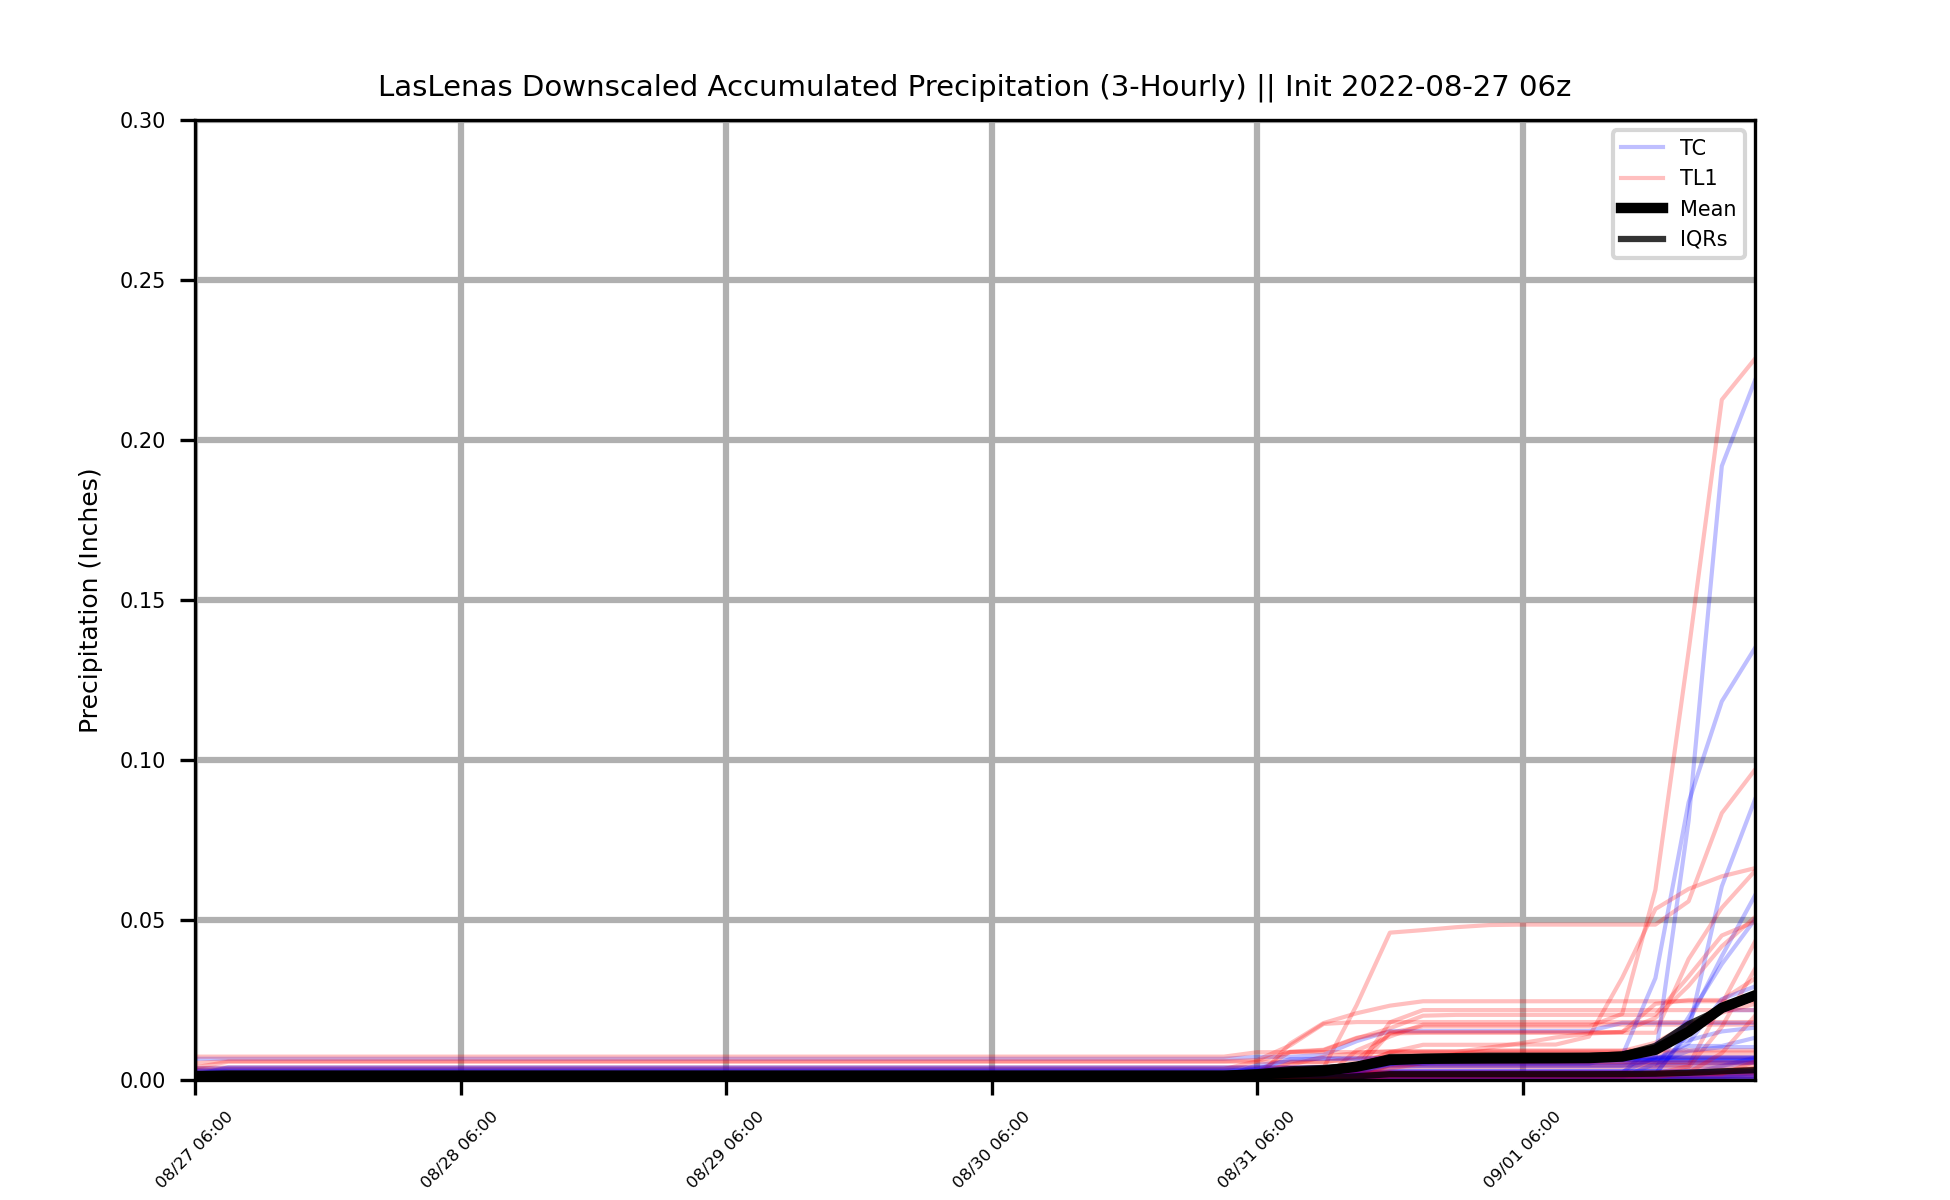 LasLenas Downscaled Accumulated Precipitation (3-Hourly) || Init 2022-08-27 06z
TC
TL1
Mean
IQRs
Precipitation (Inches)
0.30
0.25
0.20
0.15
0.10
0.05
0.00
08/27 06:00
08/28 06:00
08/29 06:00
08/30 06:00
08/31 06:00
09/01 06:00